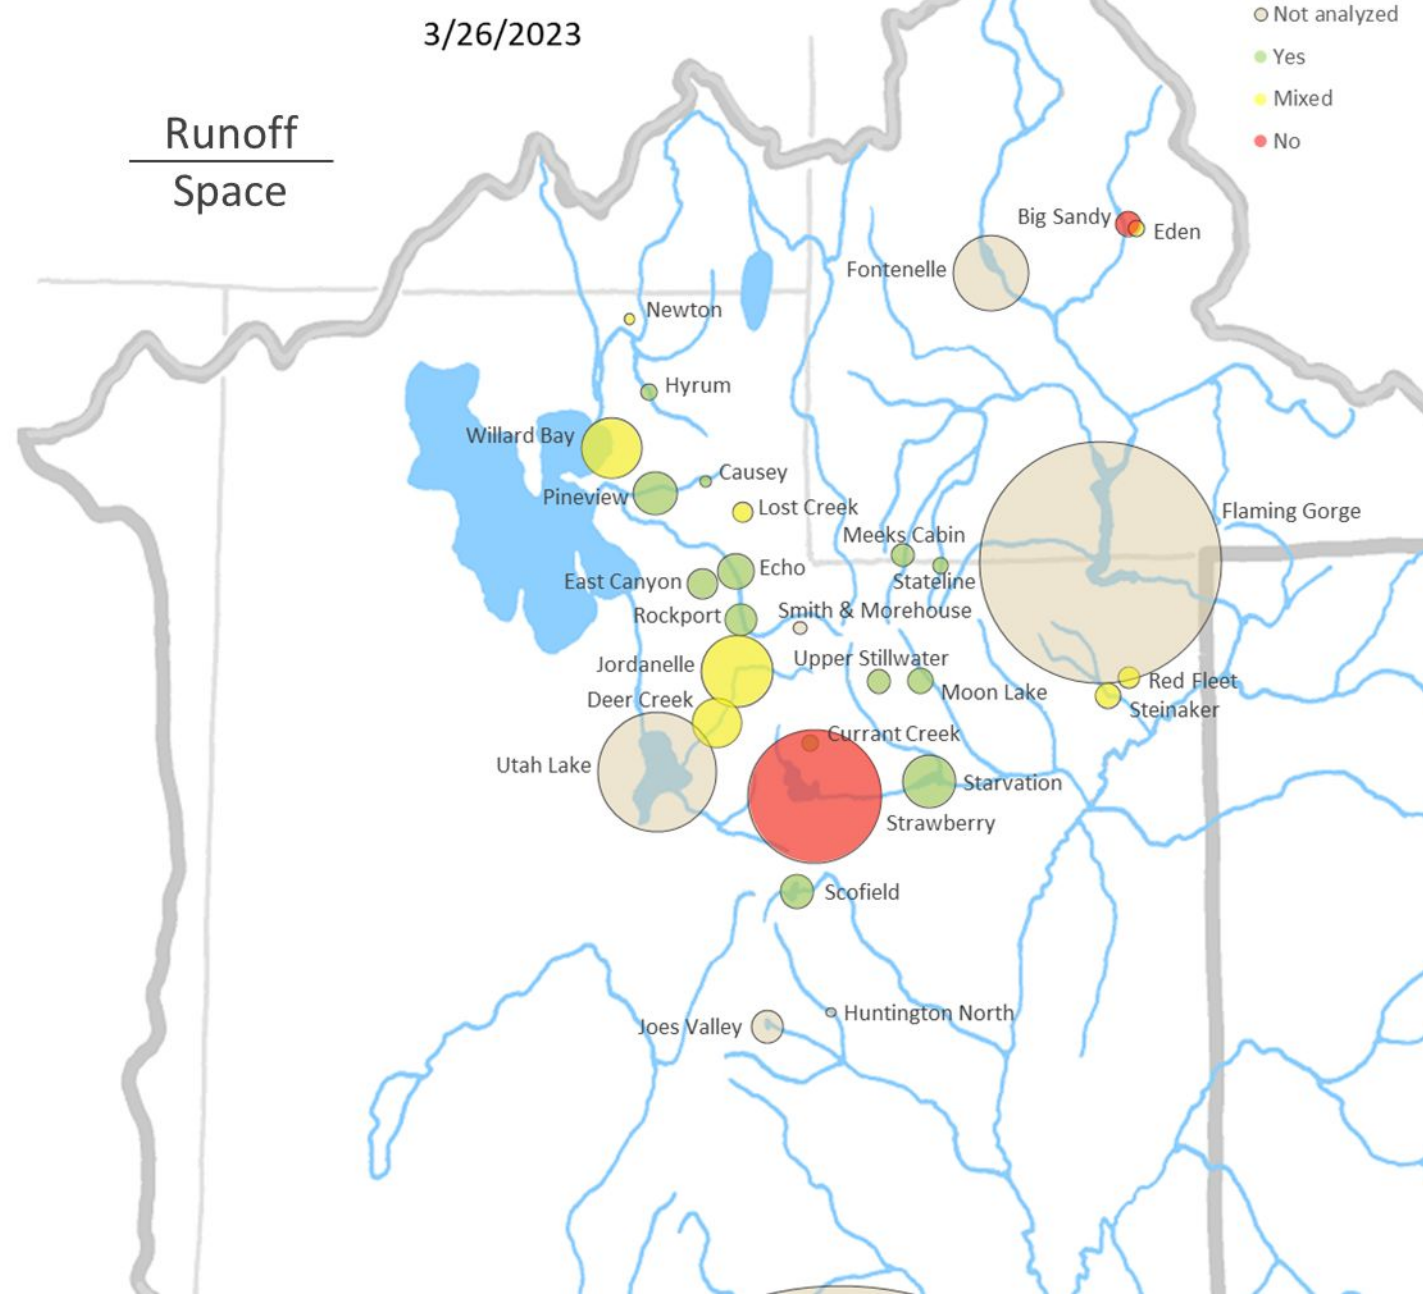 3/26/2023
Not analyzed
Yes
Mixed
No
Runoff
Space
Big Sandy
Eden
Fontenelle
Newton
Hyrum
Willard Bay
Causey
Pineview
Lost Creek
Flaming Gorge
Meeks Cabin
Echo
East Canyon
Stateline
Smith & Morehouse
Rockport
Jordanelle
Upper Stillwater
Red Fleet
Moon Lake
Deer Creek
Steinaker
Currant Creek
Utah Lake
Starvation
Strawberry
Scofield
Huntington North
Joes Valley